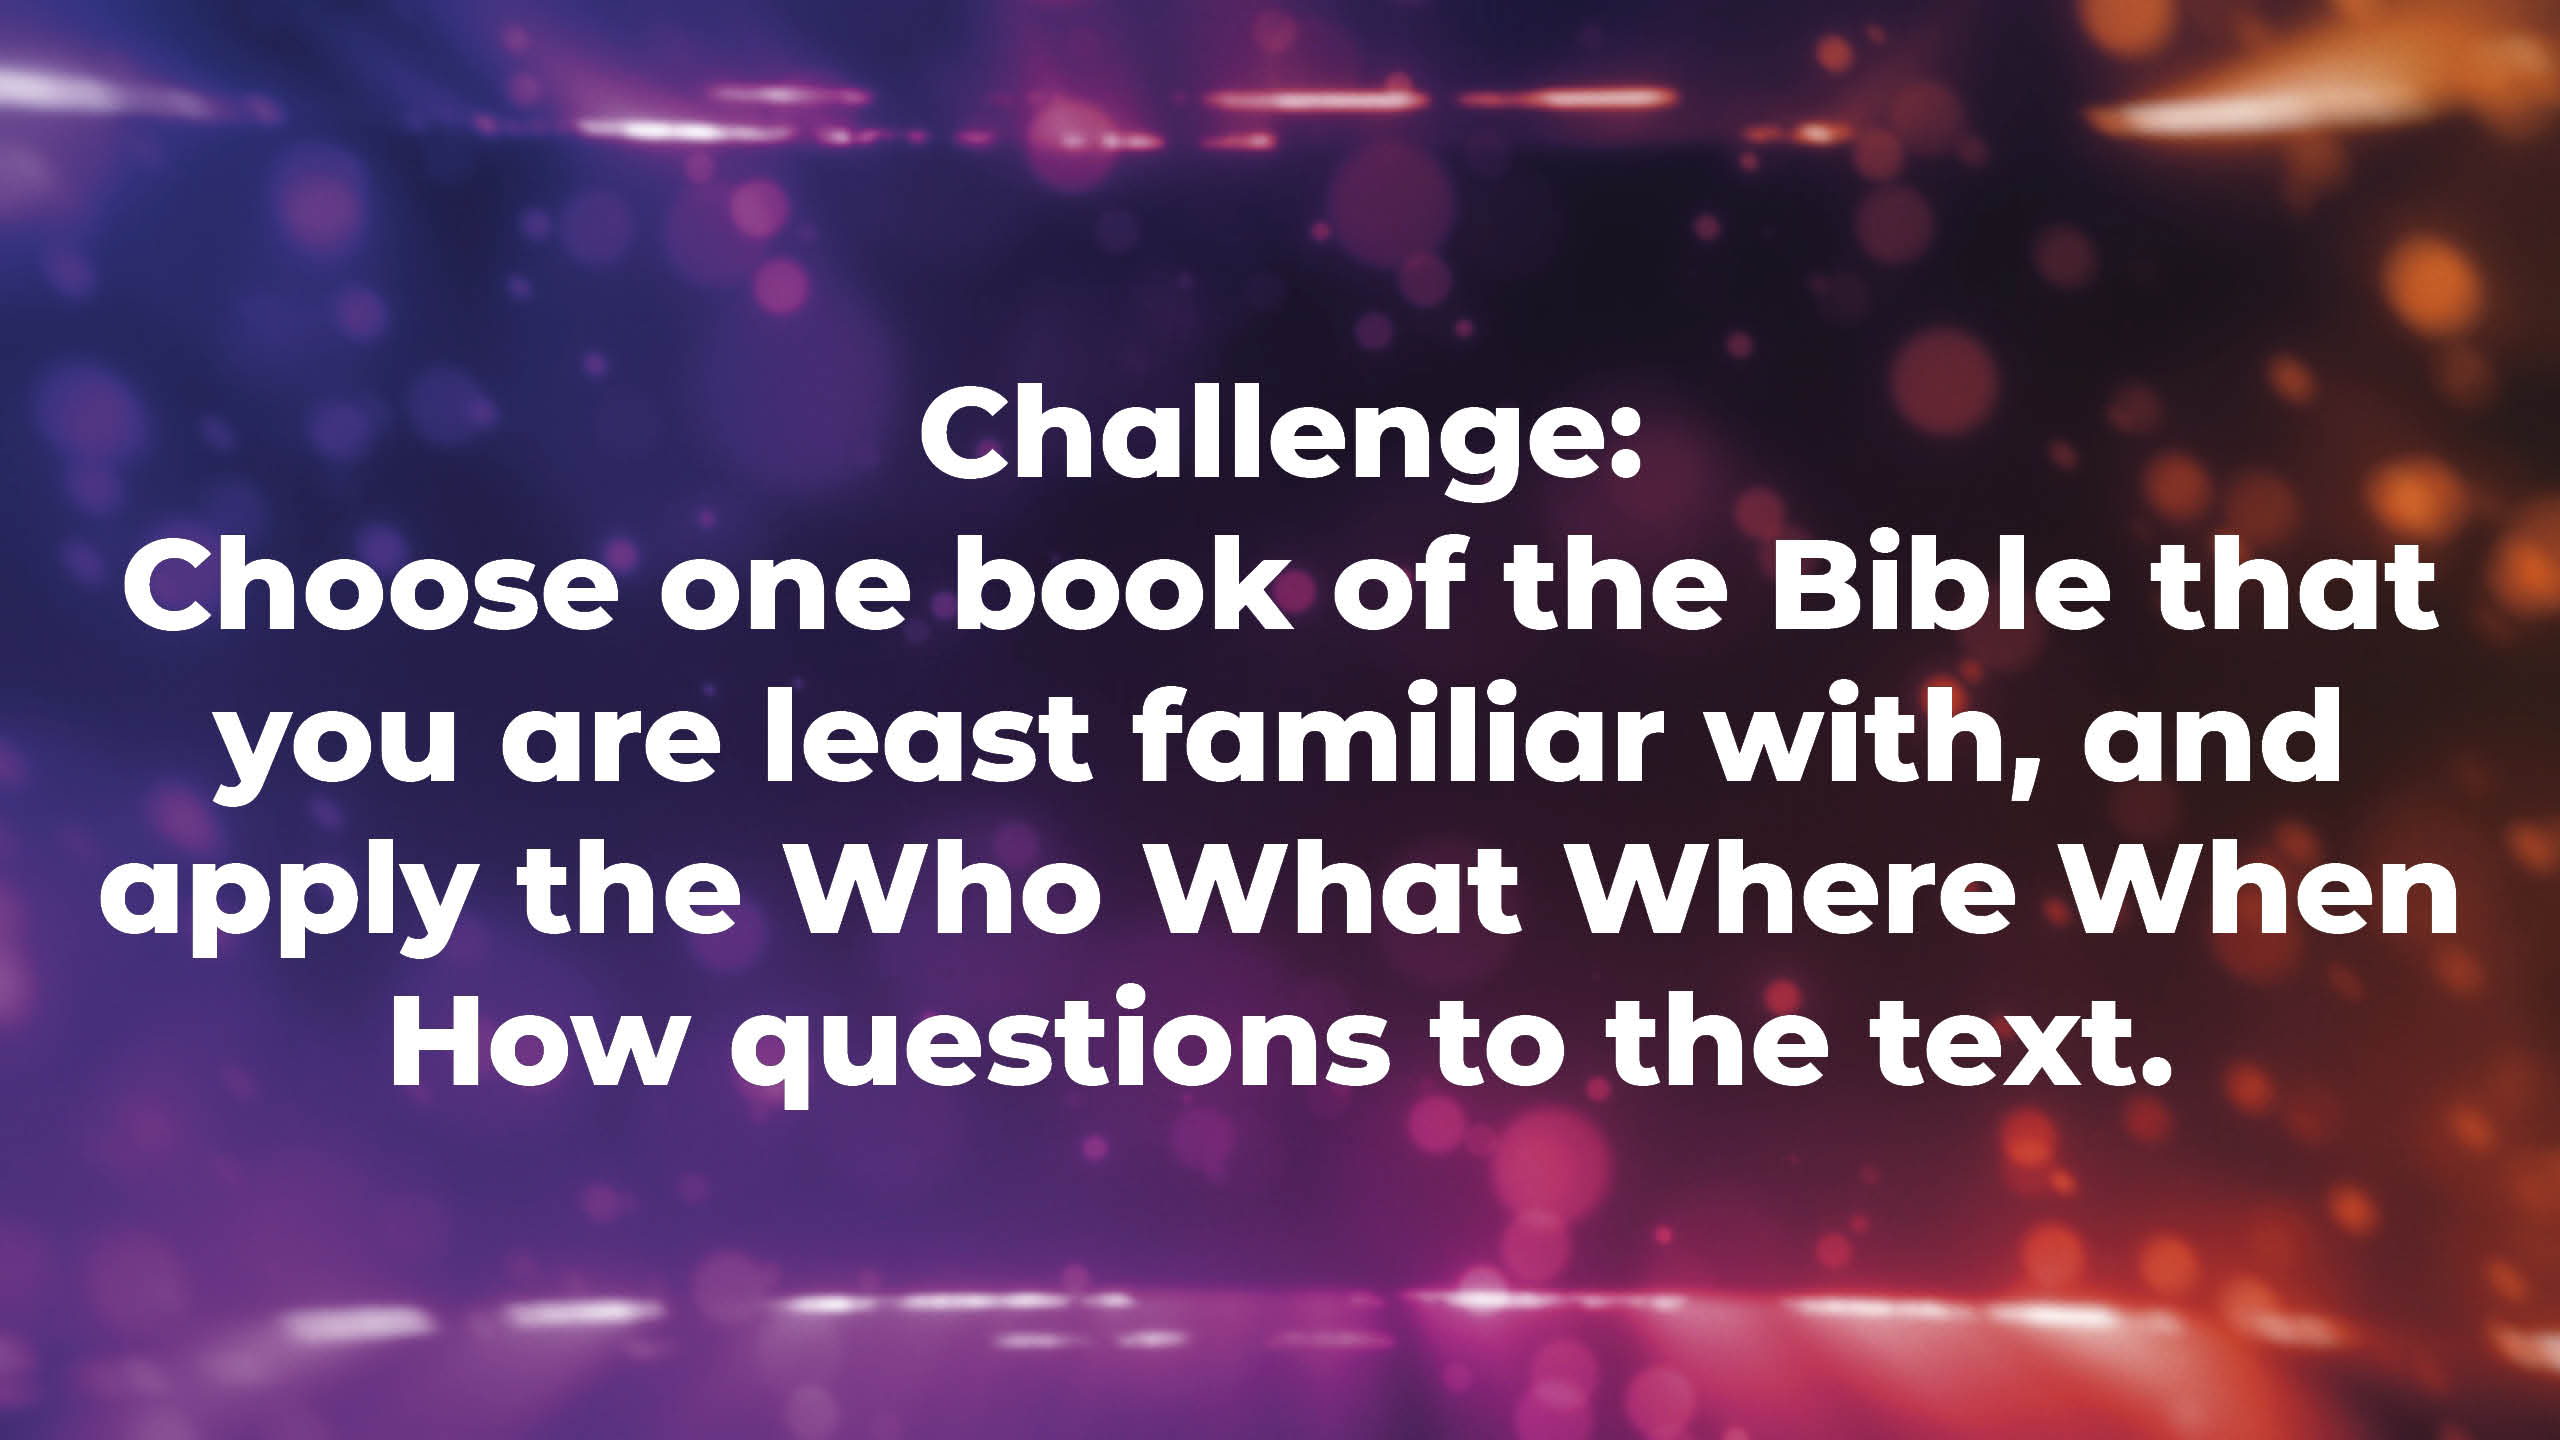 Challenge:
Choose one book of the Bible that
you are least familiar with, and
apply the Who What Where When
How questions to the text.